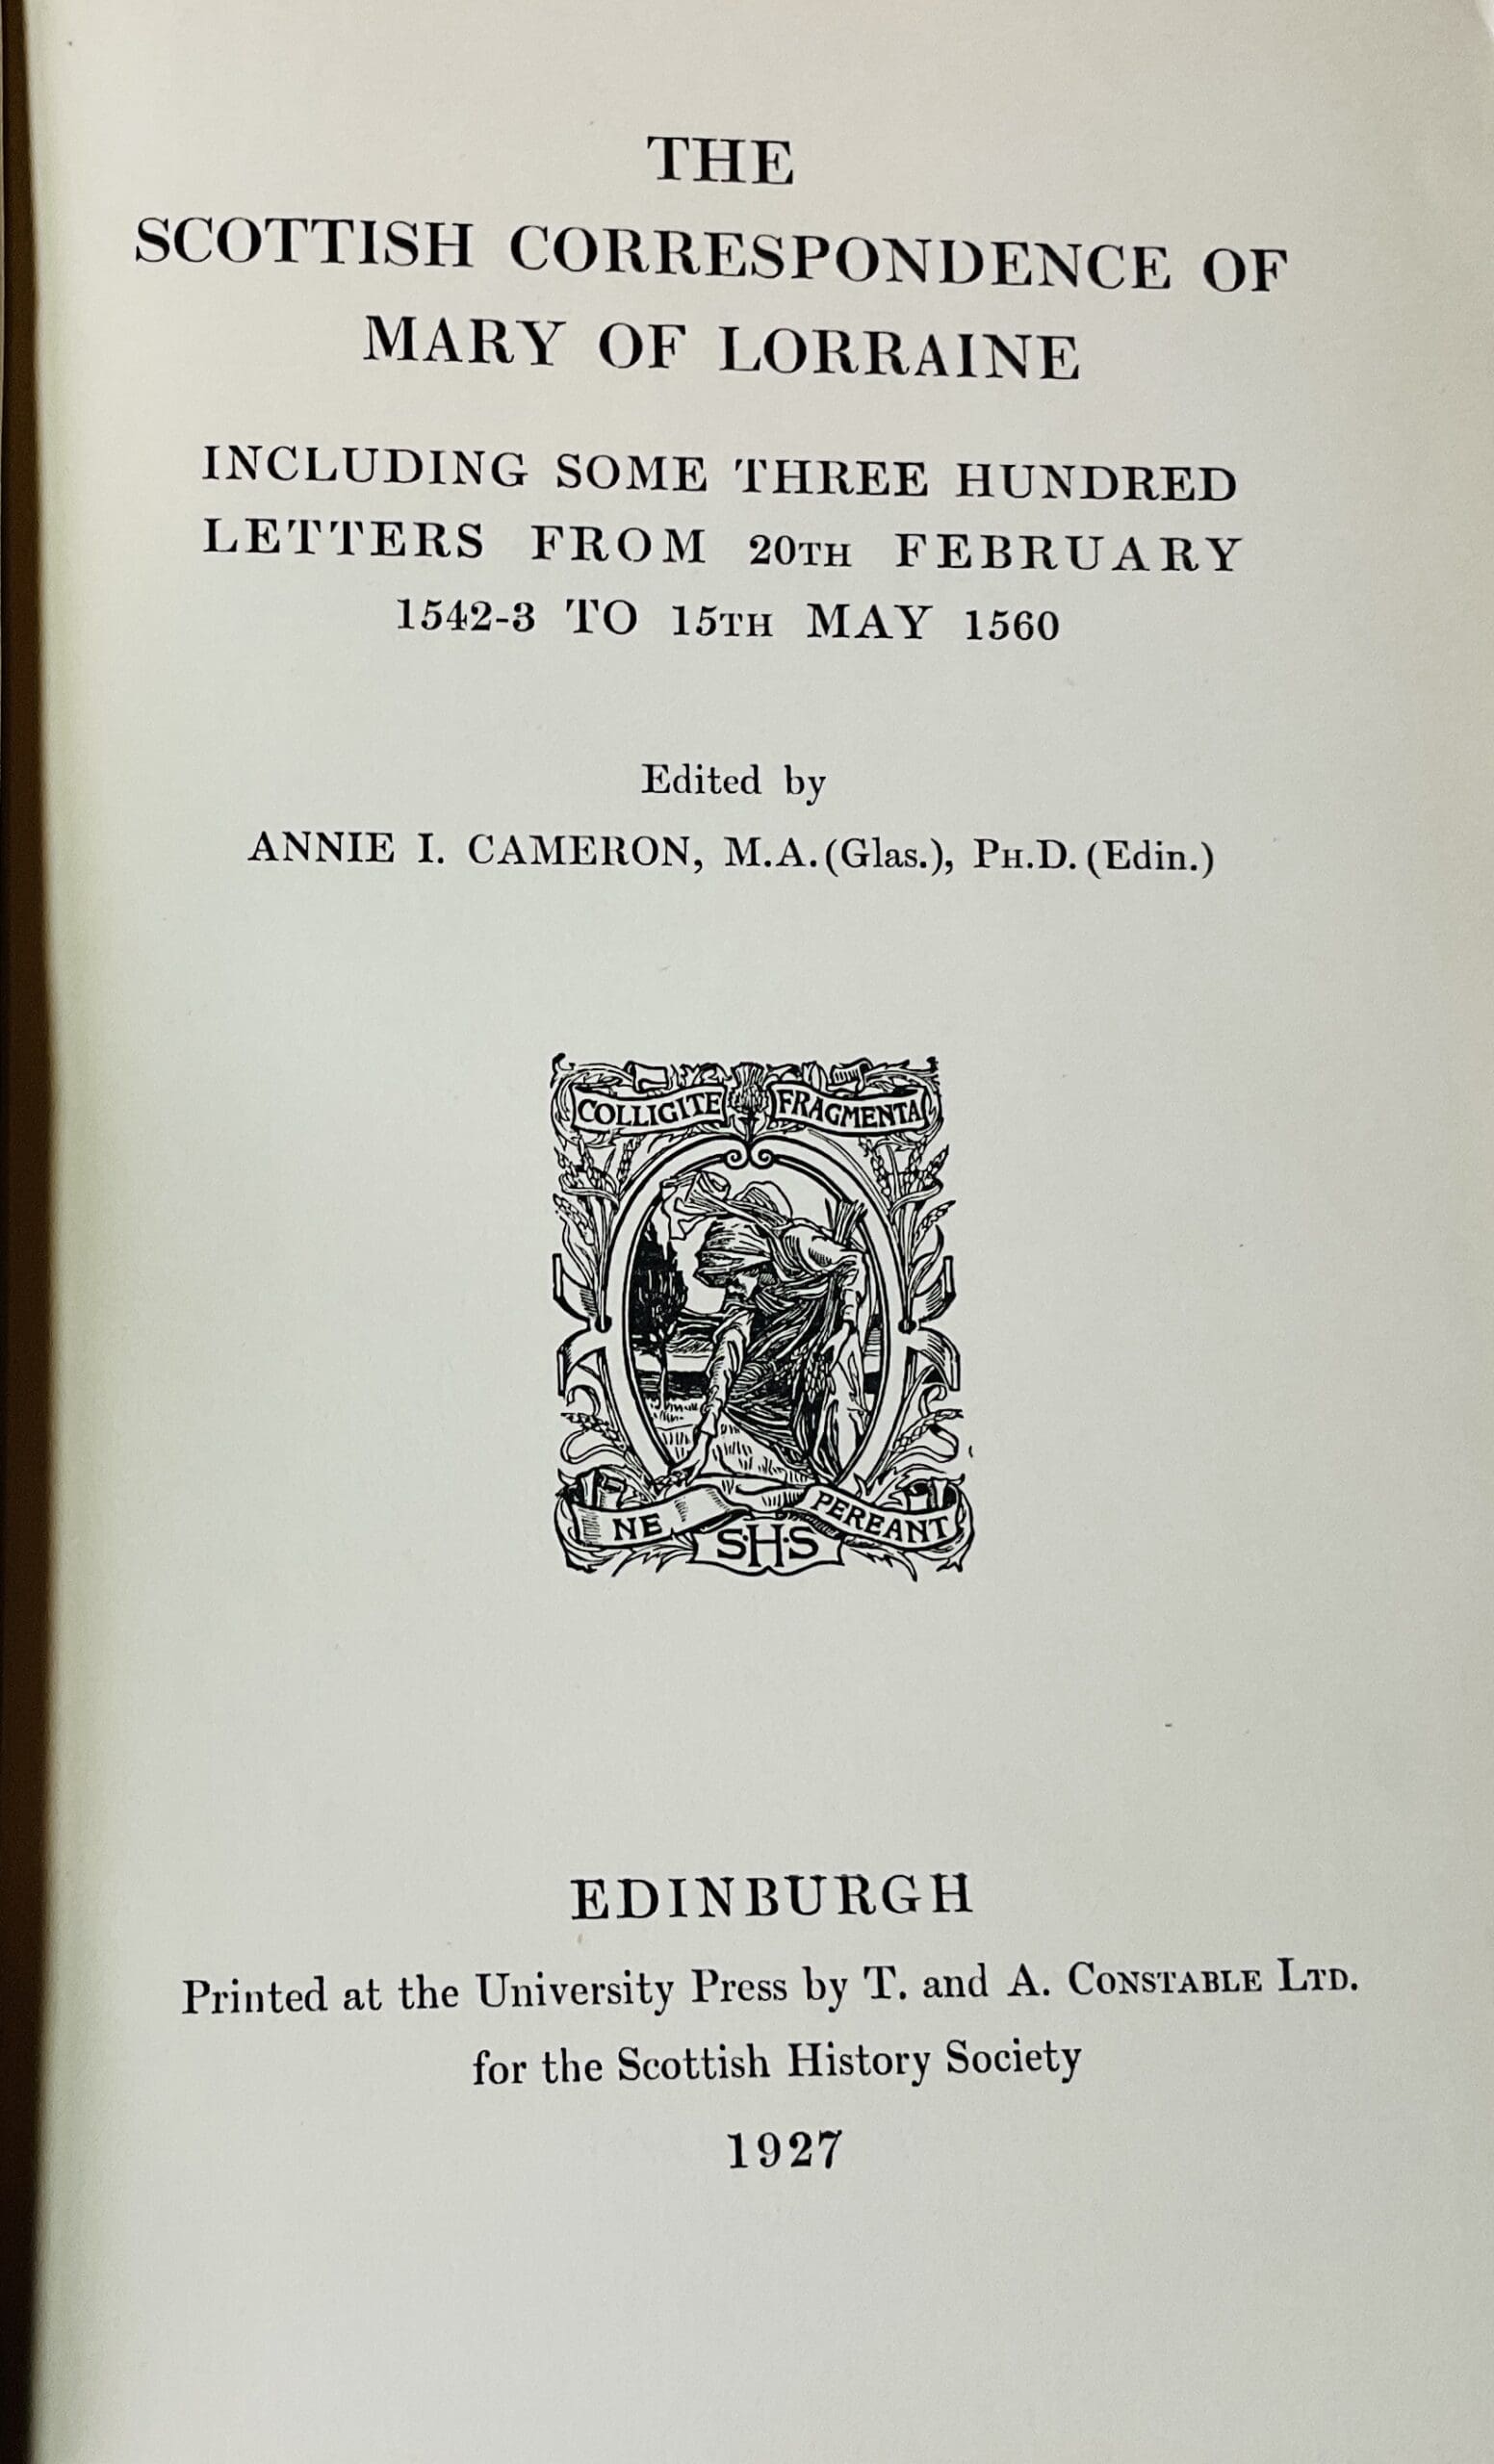 THE
SCOTTISH CORRESPONDENCE OF
MARY OF LORRAINE
INCLUDING SOME THREE HUNDRED
LETTERS FROM 20TH FEBRUARY
1542-3 TO 15TH MAY 1560
Edited by
ANNIE I. CAMERON, M.A. (Glas.), PH.D. (Edin.)
COLLIGITE FRAGMENTA
NE PEREANT
S·H·S
EDINBURGH
Printed at the University Press by T. and A. CONSTABLE LTD.
for the Scottish History Society
1927